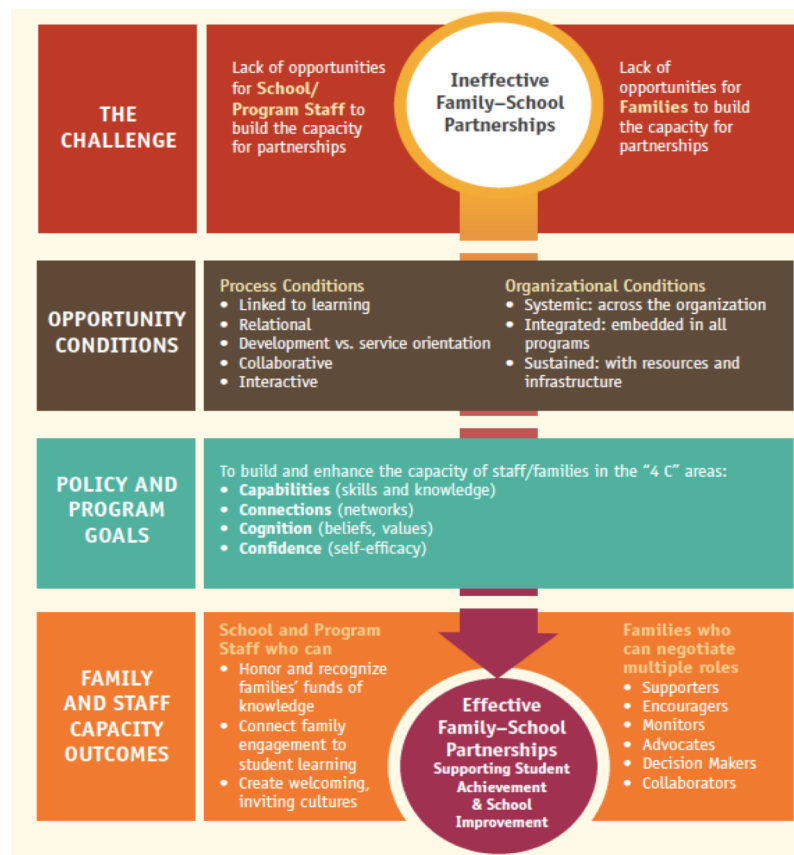 THE
CHALLENGE
Lack of opportunities
for School/
Program Staff to
build the capacity
for partnerships
Ineffective
Family–School
Partnerships
Lack of
opportunities for
Families to build
the capacity for
partnerships
OPPORTUNITY
CONDITIONS
Process Conditions
• Linked to learning
• Relational
• Development vs. service orientation
• Collaborative
• Interactive
Organizational Conditions
• Systemic: across the organization
• Integrated: embedded in all
programs
• Sustained: with resources and
infrastructure
POLICY AND
PROGRAM
GOALS
To build and enhance the capacity of staff/families in the “4 C” areas:
• Capabilities (skills and knowledge)
• Connections (networks)
• Cognition (beliefs, values)
• Confidence (self-efficacy)
FAMILY
AND STAFF
CAPACITY
OUTCOMES
School and Program
Staff who can
• Honor and recognize
families’ funds of
knowledge
• Connect family
engagement to
student learning
• Create welcoming,
inviting cultures
Effective
Family–School
Partnerships
Supporting Student
Achievement
& School
Improvement
Families who
can negotiate
multiple roles
• Supporters
• Encouragers
• Monitors
• Advocates
• Decision Makers
• Collaborators